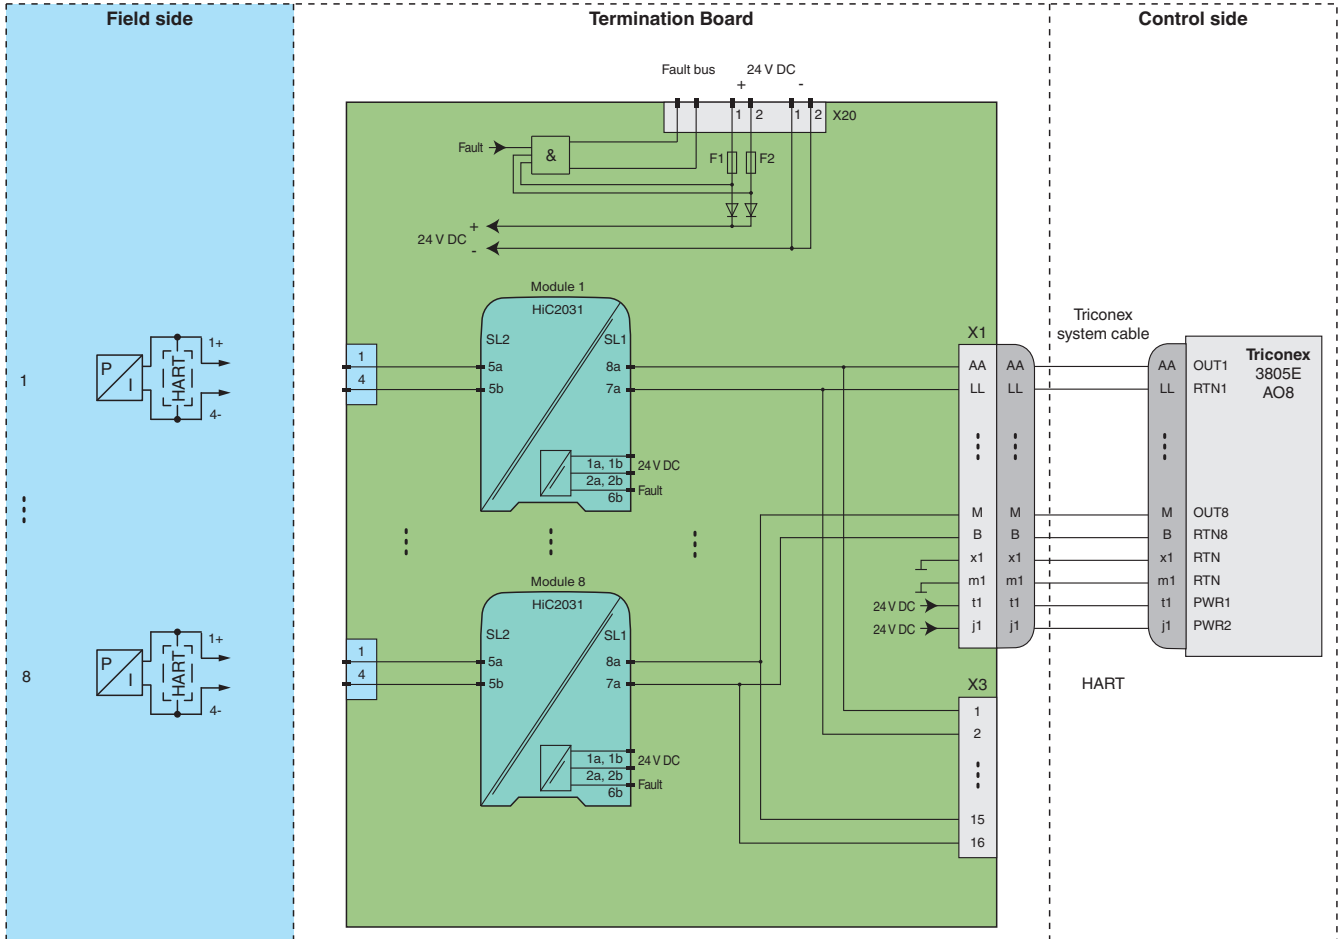 Field side
Termination Board
Control side
Fault bus
24 V DC
+
-
1
2
1
2
X20
Fault
&
F1
F2
+
24 V DC
-
Module 1
HiC2031
SL2
SL1
5a
5b
8a
7a
1a, 1b
24 V DC
2a, 2b
Fault
6b
1
P
I
HART
1+
4-
1
4
X1
Triconex
system cable
Triconex
3805E
AO8
AA
AA
AA
OUT1
LL
LL
LL
RTN1
M
M
M
OUT8
B
B
B
RTN8
x1
x1
x1
RTN
m1
m1
m1
RTN
24 V DC
t1
t1
t1
PWR1
24 V DC
j1
j1
j1
PWR2
Module 8
HiC2031
SL2
SL1
5a
5b
8a
7a
1a, 1b
24 V DC
2a, 2b
Fault
6b
8
P
I
HART
1+
4-
1
4
X3
HART
1
2
15
16